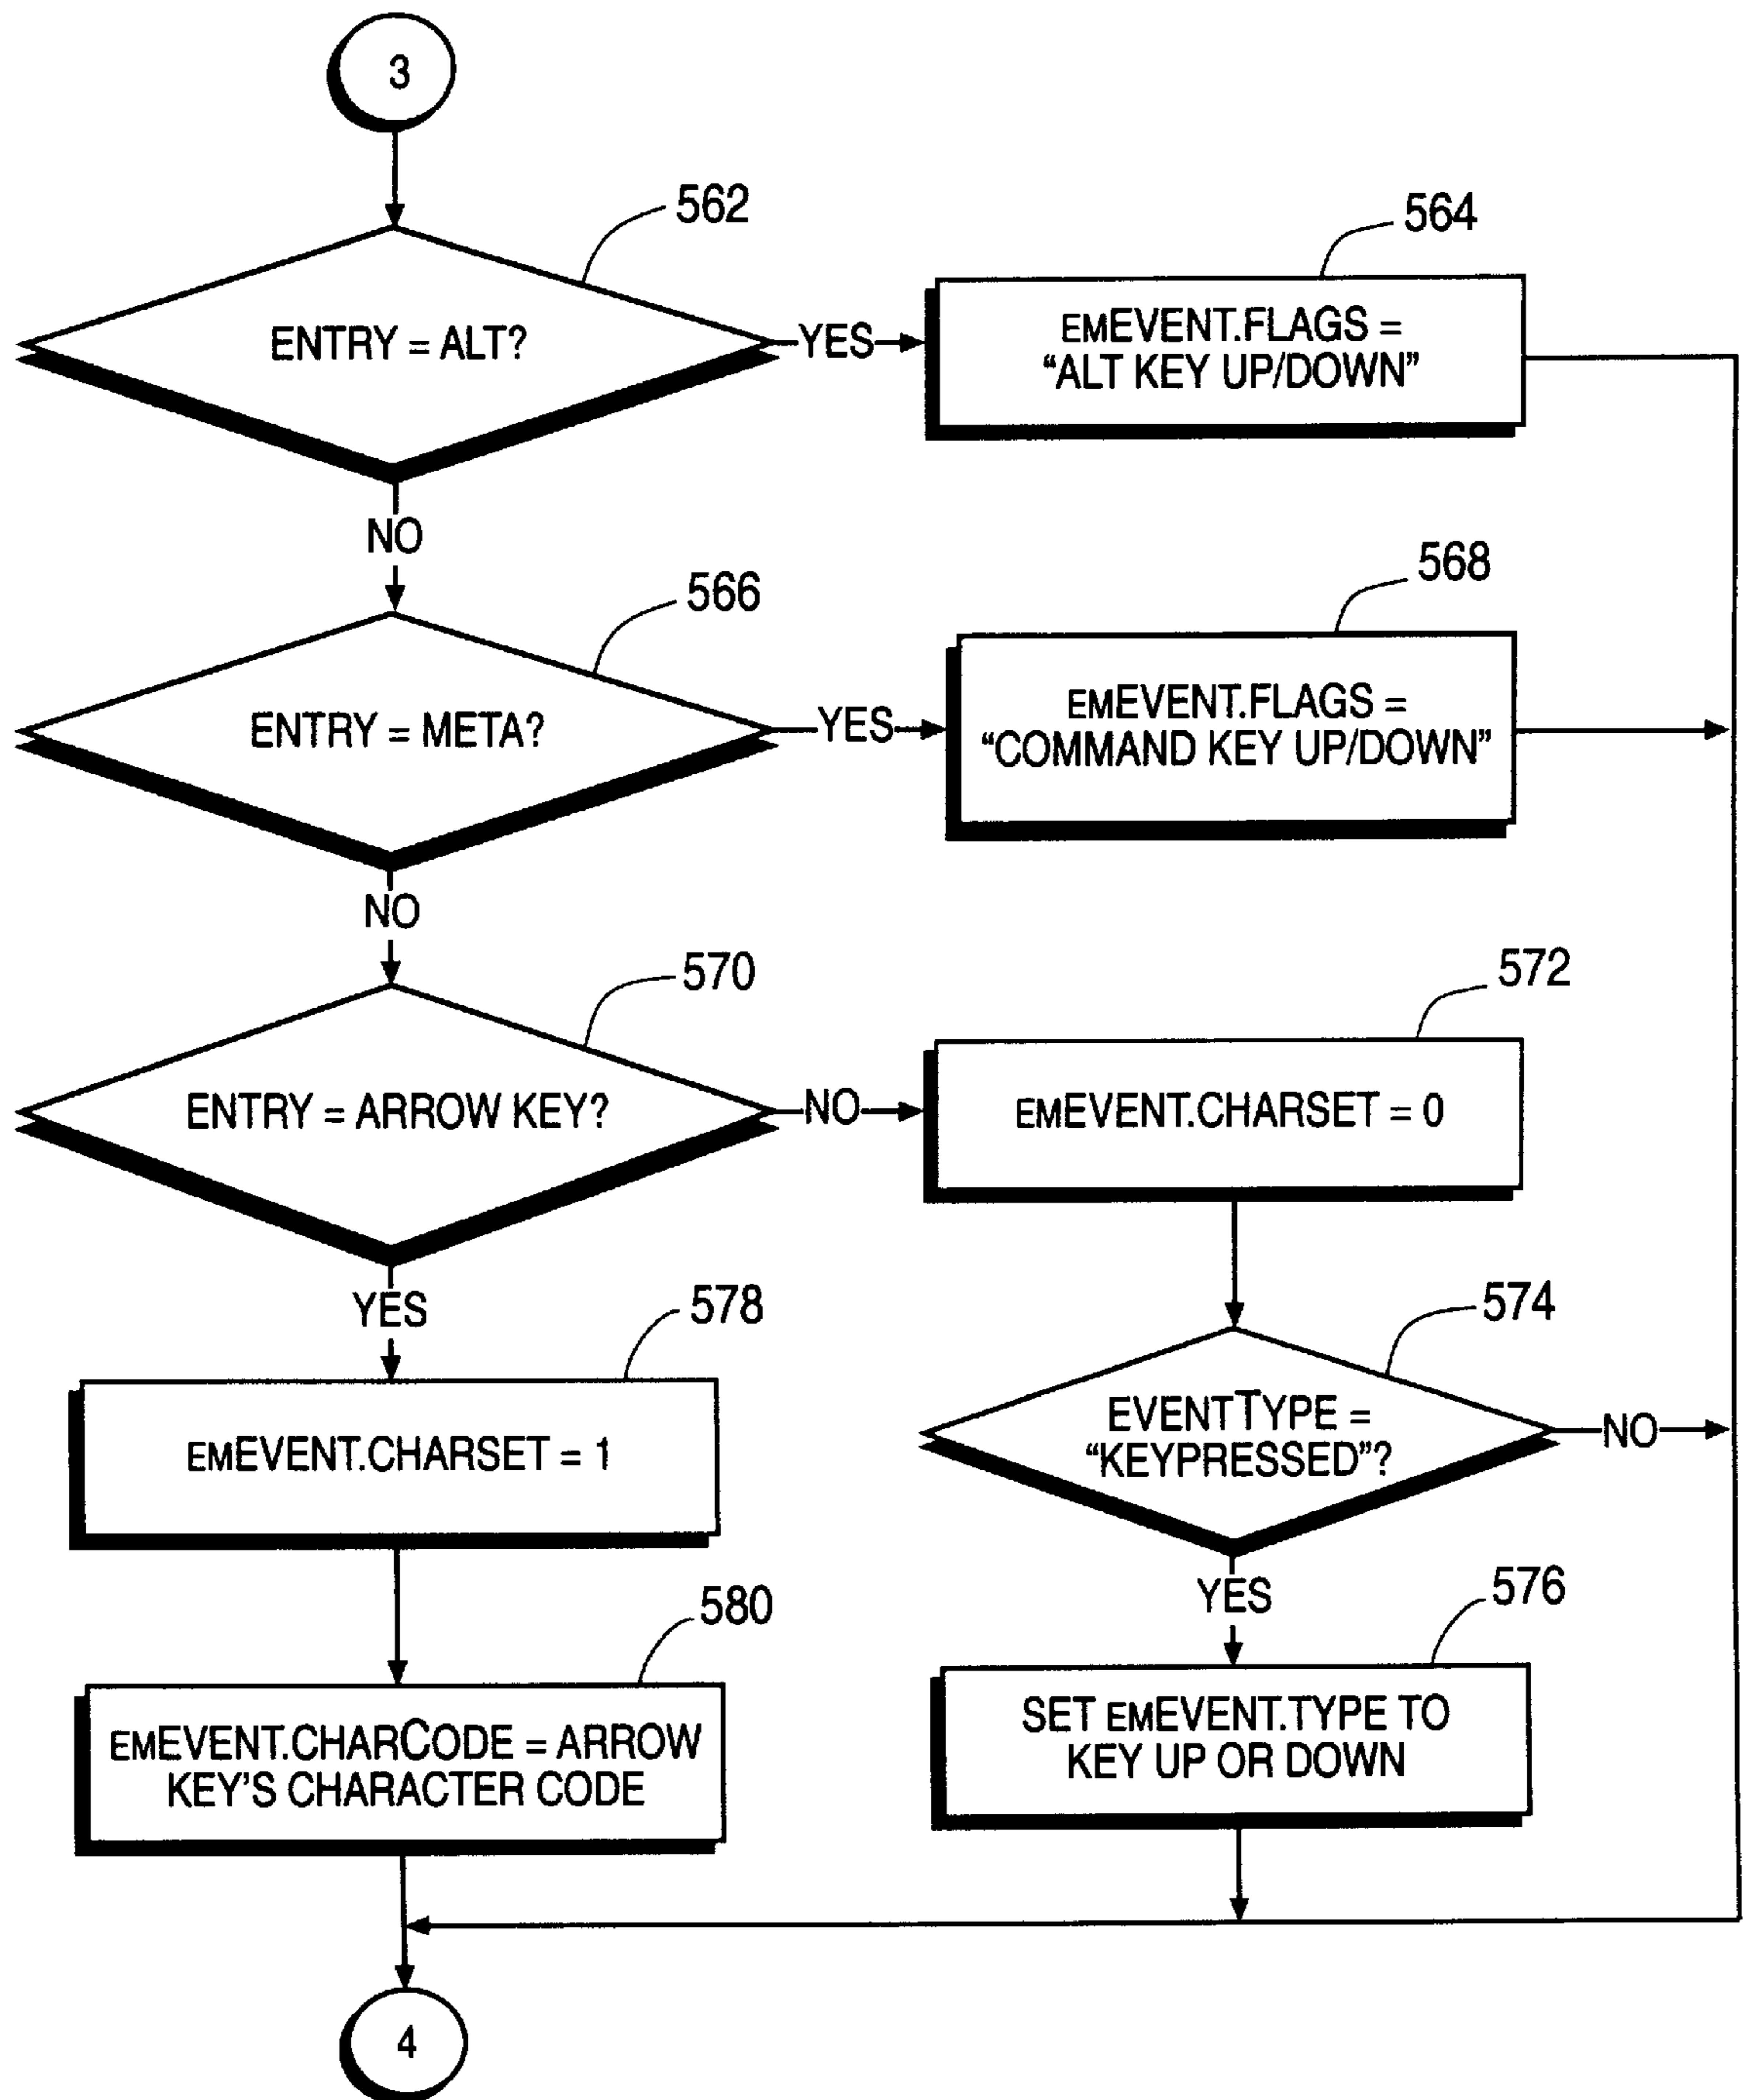 3
562
ENTRY = ALT?
YES
564
EMEVENT.FLAGS =
“ALT KEY UP/DOWN”
NO
566
ENTRY = META?
YES
568
EMEVENT.FLAGS =
“COMMAND KEY UP/DOWN”
NO
570
ENTRY = ARROW KEY?
NO
572
EMEVENT.CHARSET = 0
574
EVENTTYPE =
“KEYPRESSED”?
NO
YES
576
SET EMEVENT.TYPE TO
KEY UP OR DOWN
YES
578
EMEVENT.CHARSET = 1
580
EMEVENT.CHARCODE = ARROW
KEY’S CHARACTER CODE
4